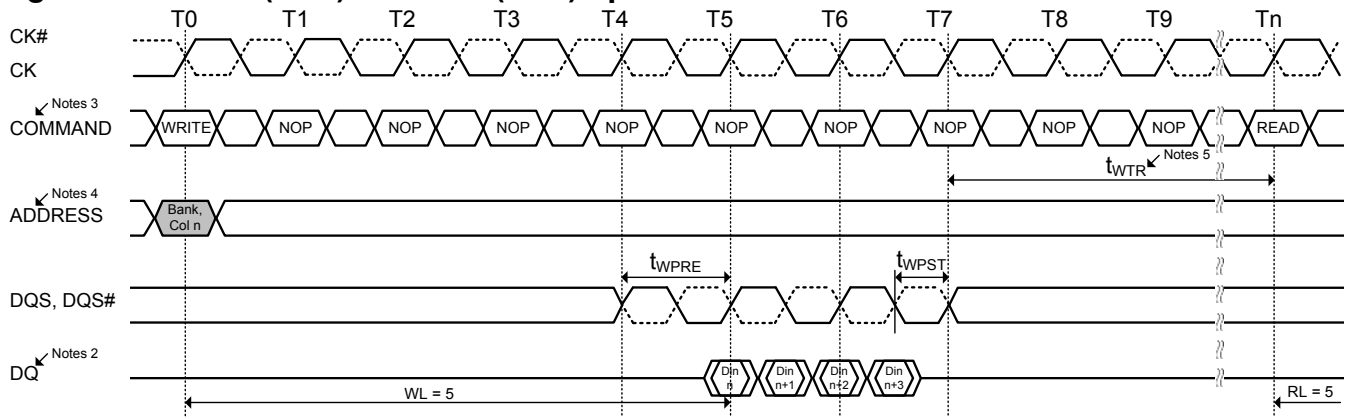 T0 T1 T2 T3 T4 T5 T6 T7 T8 T9 Tn
CK#
CK
Notes 3
COMMAND
WRITE NOP NOP NOP NOP NOP NOP NOP NOP NOP READ
tWTR Notes 5
Notes 4
ADDRESS
Bank,
Col n
tWPRE tWPST
DQS, DQS#
Notes 2
DQ
Din
n
Din
n+1
Din
n+2
Din
n+3
WL = 5
RL = 5